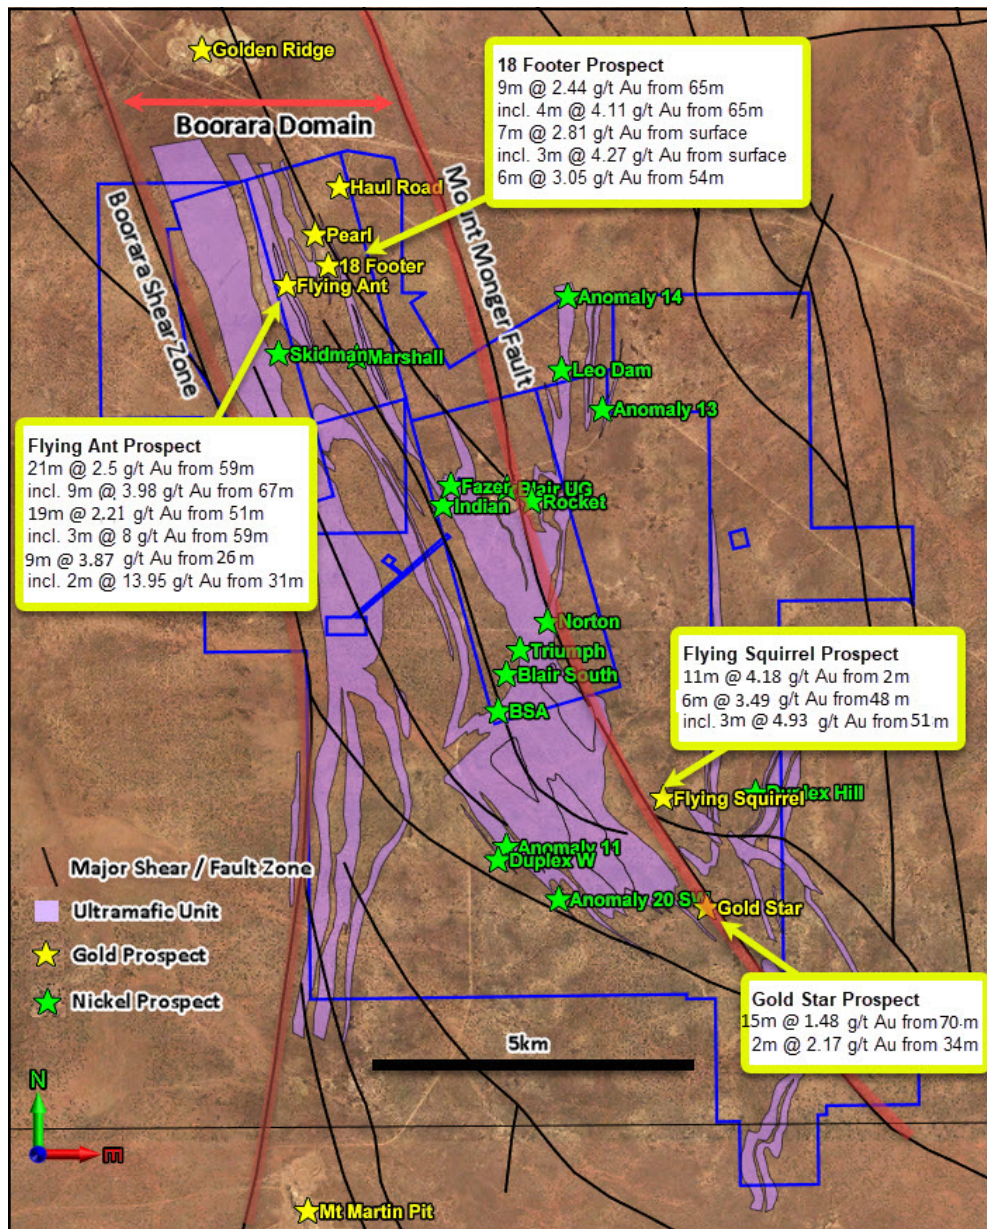 Golden Ridge
Boorara Domain
18 Footer Prospect
9m @ 2.44 g/t Au from 65m
incl. 4m @ 4.11 g/t Au from 65m
7m @ 2.81 g/t Au from surface
incl. 3m @ 4.27 g/t Au from surface
6m @ 3.05 g/t Au from 54m
Haul Road
Pearl
18 Footer
Flying Ant
Boorara Shear Zone
Mount Monger Fault
Anomaly 14
Skidman
Marshall
Leo Dam
Anomaly 13
Flying Ant Prospect
21m @ 2.5 g/t Au from 59m
incl. 9m @ 3.98 g/t Au from 67m
19m @ 2.21 g/t Au from 51m
incl. 3m @ 8 g/t Au from 59m
9m @ 3.87 g/t Au from 26 m
incl. 2m @ 13.95 g/t Au from 31m
Fazer
Blair UG
Indian
Rocket
Norton
Triumph
Blair South
BSA
Flying Squirrel Prospect
11m @ 4.18 g/t Au from 2m
6m @ 3.49 g/t Au from 48 m
incl. 3m @ 4.93 g/t Au from 51 m
Flying Squirrel
Duplex Hill
Anomaly 11
Duplex W
Anomaly 20 SW
Gold Star
Major Shear / Fault Zone
Ultramafic Unit
Gold Prospect
Nickel Prospect
Gold Star Prospect
15m @ 1.48 g/t Au from 70 m
2m @ 2.17 g/t Au from 34m
5km
N
E
Mt Martin Pit